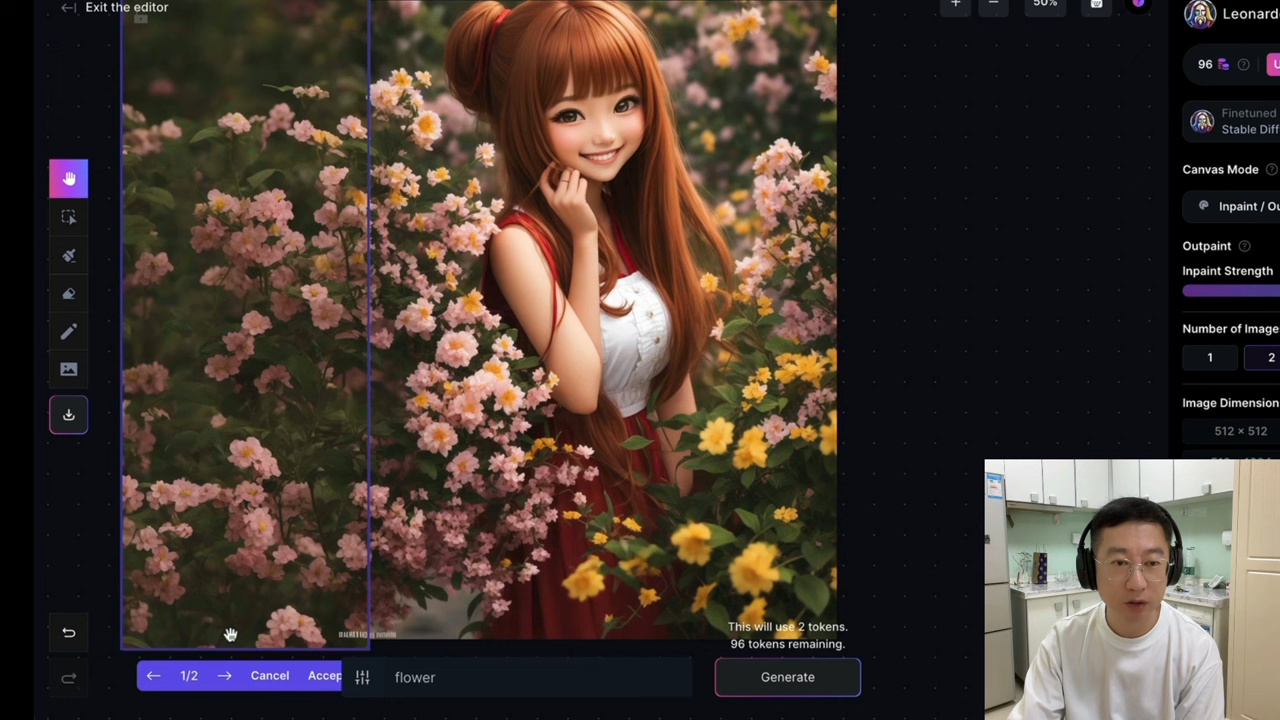 Exit the editor
50%
Leonard
96
U
Finetuned
Stable Diff
Canvas Mode
Inpaint / Ou
Outpaint
Inpaint Strength
Number of Image
1
2
Image Dimension
512 × 512
This will use 2 tokens.
96 tokens remaining.
1/2
Cancel
Accep
flower
Generate